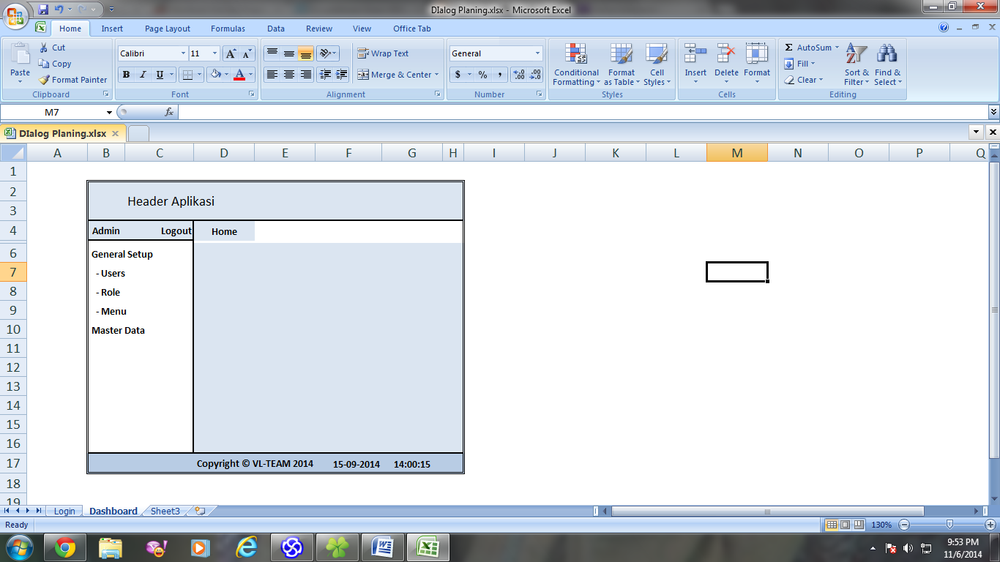 DIalog Planing.xlsx - Microsoft Excel
Home Insert Page Layout Formulas Data Review View Office Tab
Paste
Cut
Copy
Format Painter
Clipboard
Calibri 11
B I U
A A A
Font
Wrap Text
Merge & Center
Alignment
General
$ % , .00 .0
Number
Conditional Formatting
Format as Table
Cell Styles
Styles
Insert Delete Format
Cells
Σ AutoSum
Fill
Clear
Sort & Filter
Find & Select
Editing
M7 fx
DIalog Planing.xlsx
A B C D E F G H I J K L M N O P Q
1
2
Header Aplikasi
3
4 Admin Logout Home
6 General Setup
7 - Users
8 - Role
9 - Menu
10 Master Data
11
12
13
14
15
16
17 Copyright © VL-TEAM 2014 15-09-2014 14:00:15
18
19
Login Dashboard Sheet3
Ready 130%
9:53 PM
11/6/2014